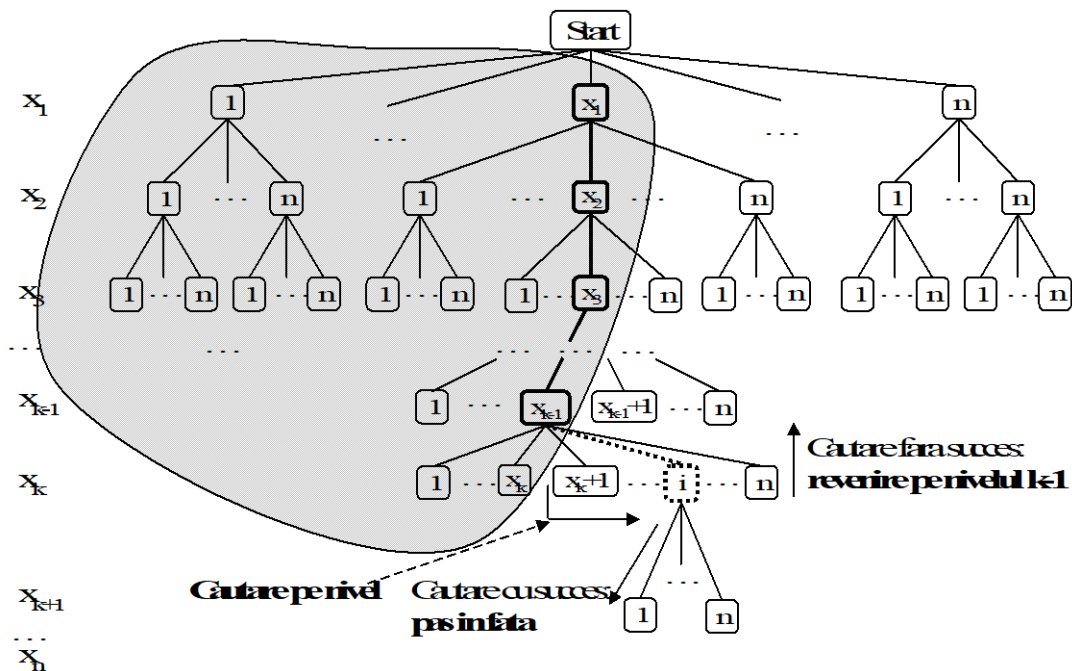 Start
x1 1 ... x1 ... n
x2 1 ... n 1 ... x2 ... n 1 ... n
x3 1 ... n 1 ... n 1 ... n 1 ... x3 ... n 1 ... n 1 ... n 1 ... n
... ... ... ... ...
xk-1 1 ... xk-1 xk-1+1 ... n
Cautare fara succes:
revenire pe nivelul k-1
xk 1 ... xk xk+1 ... i ... n
Cautare pe nivel
Cautare cu succes:
pas in fata
xk+1 1 ... n
...
xn